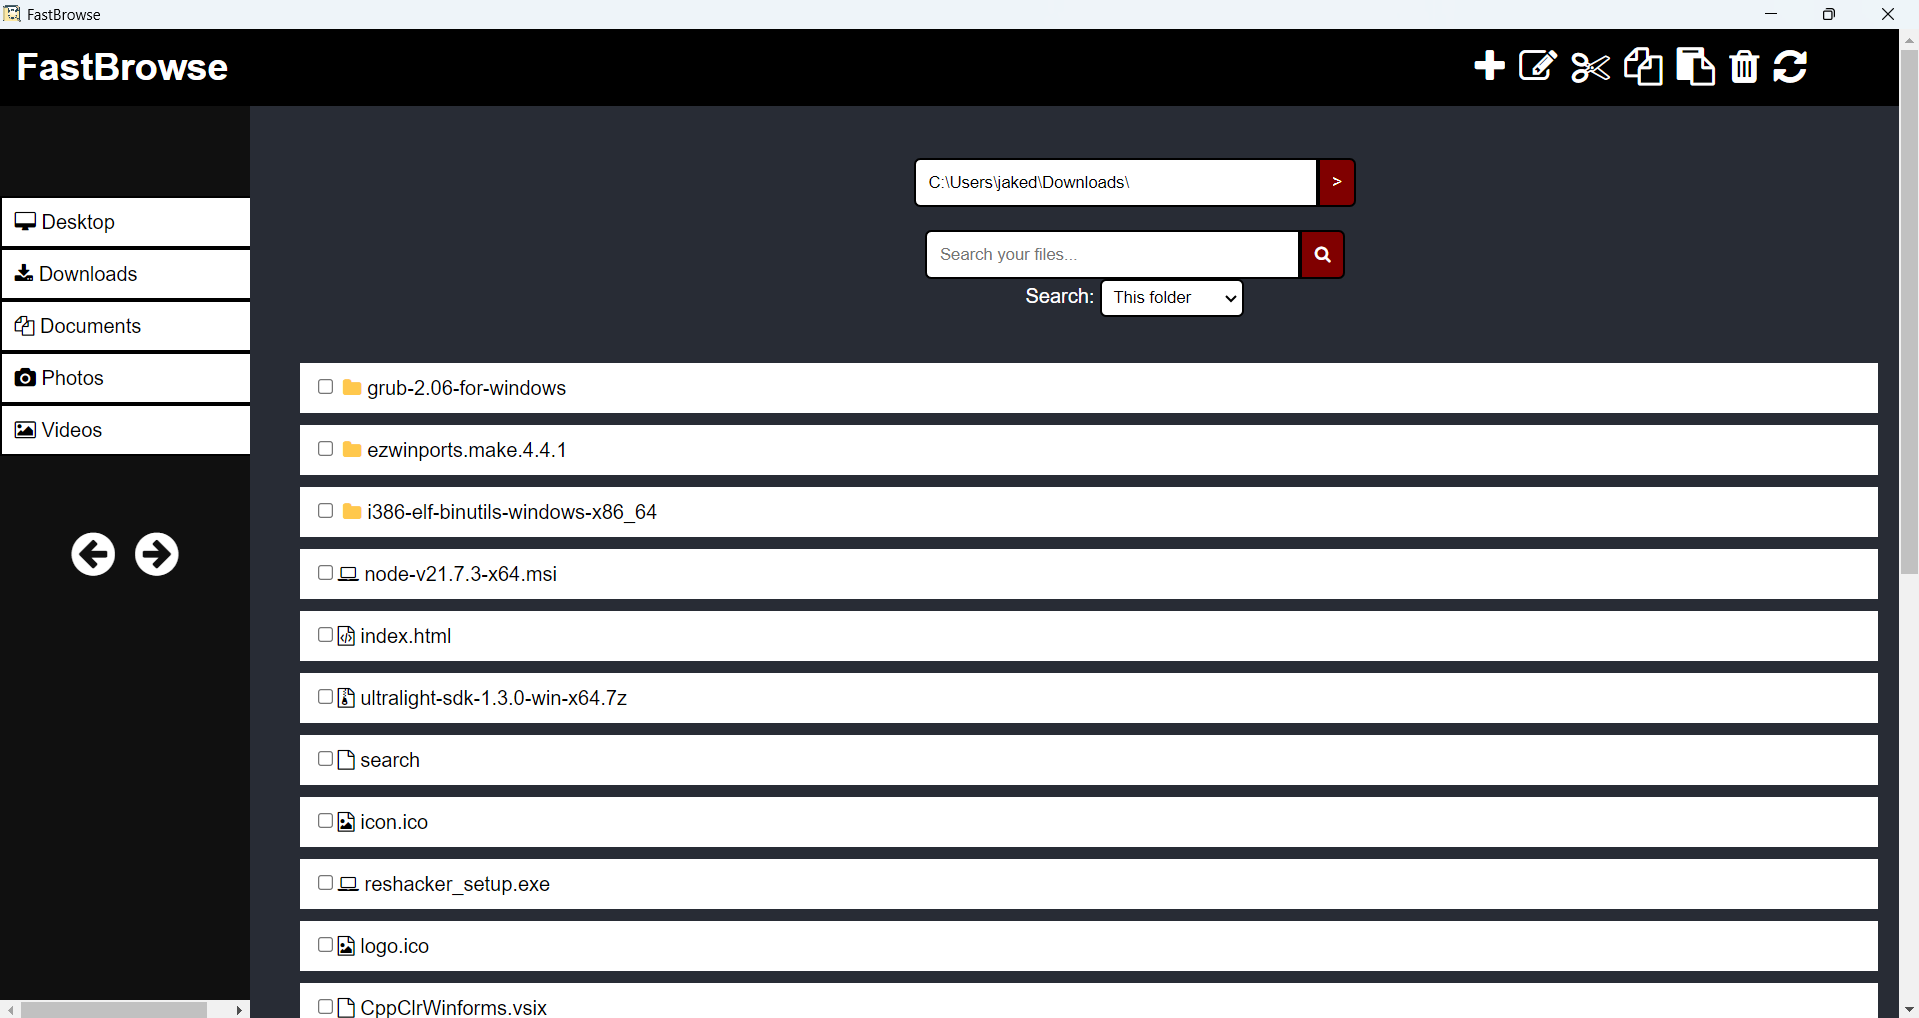 FastBrowse
FastBrowse
C:\Users\jaked\Downloads\ >
Search your files...
Search: This folder
Desktop
Downloads
Documents
Photos
Videos
grub-2.06-for-windows
ezwinports.make.4.4.1
i386-elf-binutils-windows-x86_64
node-v21.7.3-x64.msi
index.html
ultralight-sdk-1.3.0-win-x64.7z
search
icon.ico
reshacker_setup.exe
logo.ico
CppClrWinforms.vsix